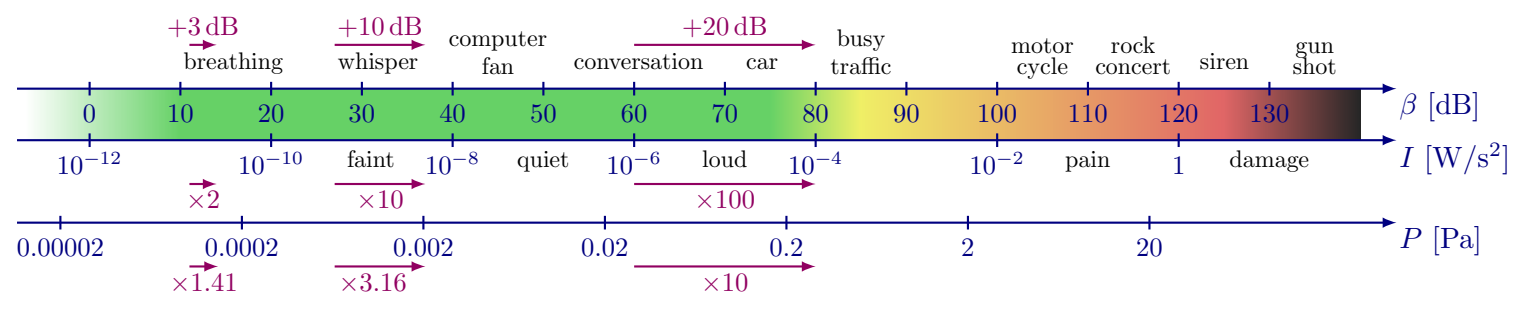 +3 dB +10 dB +20 dB
breathing whisper computer fan conversation car busy traffic motor cycle rock concert siren gun shot
0 10 20 30 40 50 60 70 80 90 100 110 120 130 β [dB]
10⁻¹² 10⁻¹⁰ faint 10⁻⁸ quiet 10⁻⁶ loud 10⁻⁴ 10⁻² pain 1 damage I [W/s²]
×2 ×10 ×100
0.00002 0.0002 0.002 0.02 0.2 2 20 P [Pa]
×1.41 ×3.16 ×10